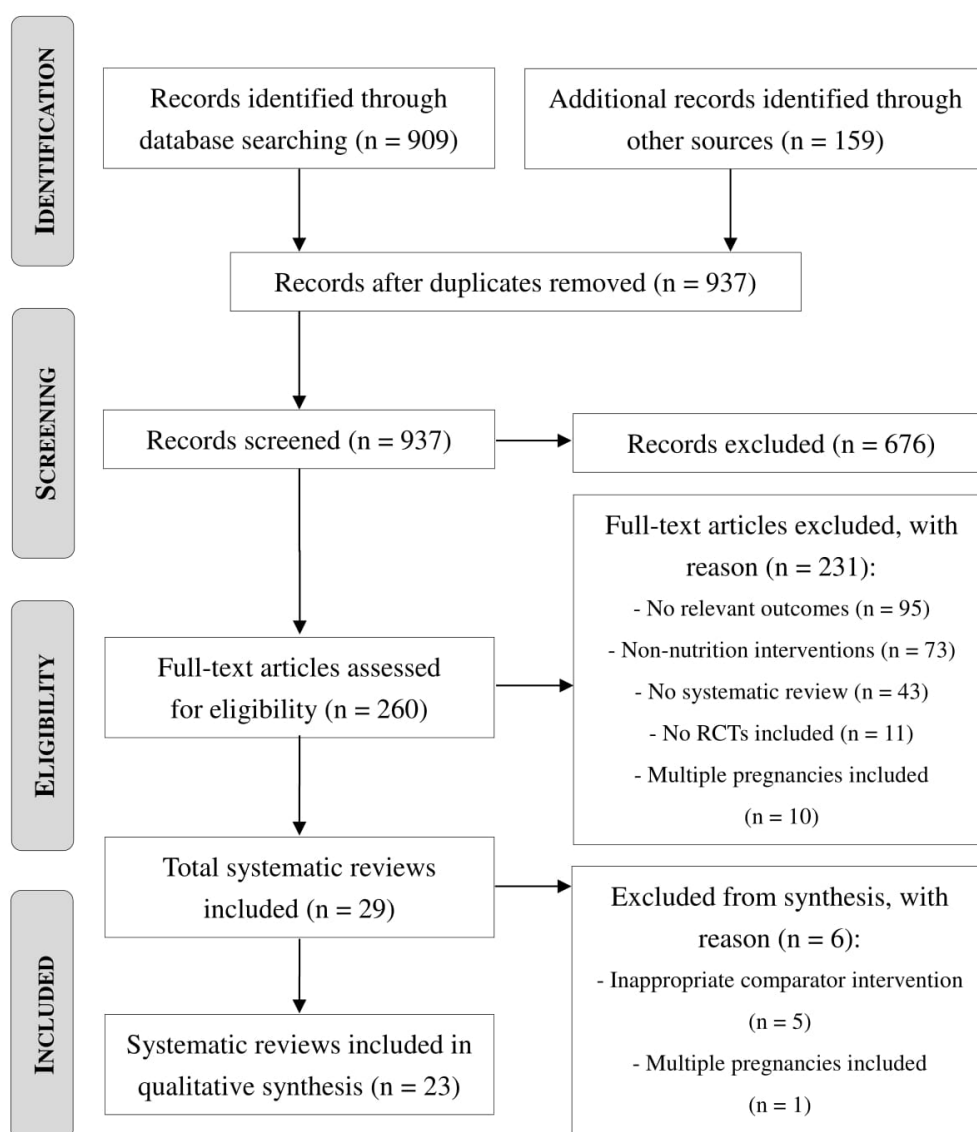 IDENTIFICATION
Records identified through
database searching (n = 909)
Additional records identified through
other sources (n = 159)
Records after duplicates removed (n = 937)
SCREENING
Records screened (n = 937)
Records excluded (n = 676)
ELIGIBILITY
Full-text articles assessed
for eligibility (n = 260)
Full-text articles excluded, with
reason (n = 231):
- No relevant outcomes (n = 95)
- Non-nutrition interventions (n = 73)
- No systematic review (n = 43)
- No RCTs included (n = 11)
- Multiple pregnancies included
(n = 10)
Total systematic reviews
included (n = 29)
INCLUDED
Excluded from synthesis, with
reason (n = 6):
- Inappropriate comparator intervention
(n = 5)
- Multiple pregnancies included
(n = 1)
Systematic reviews included in
qualitative synthesis (n = 23)